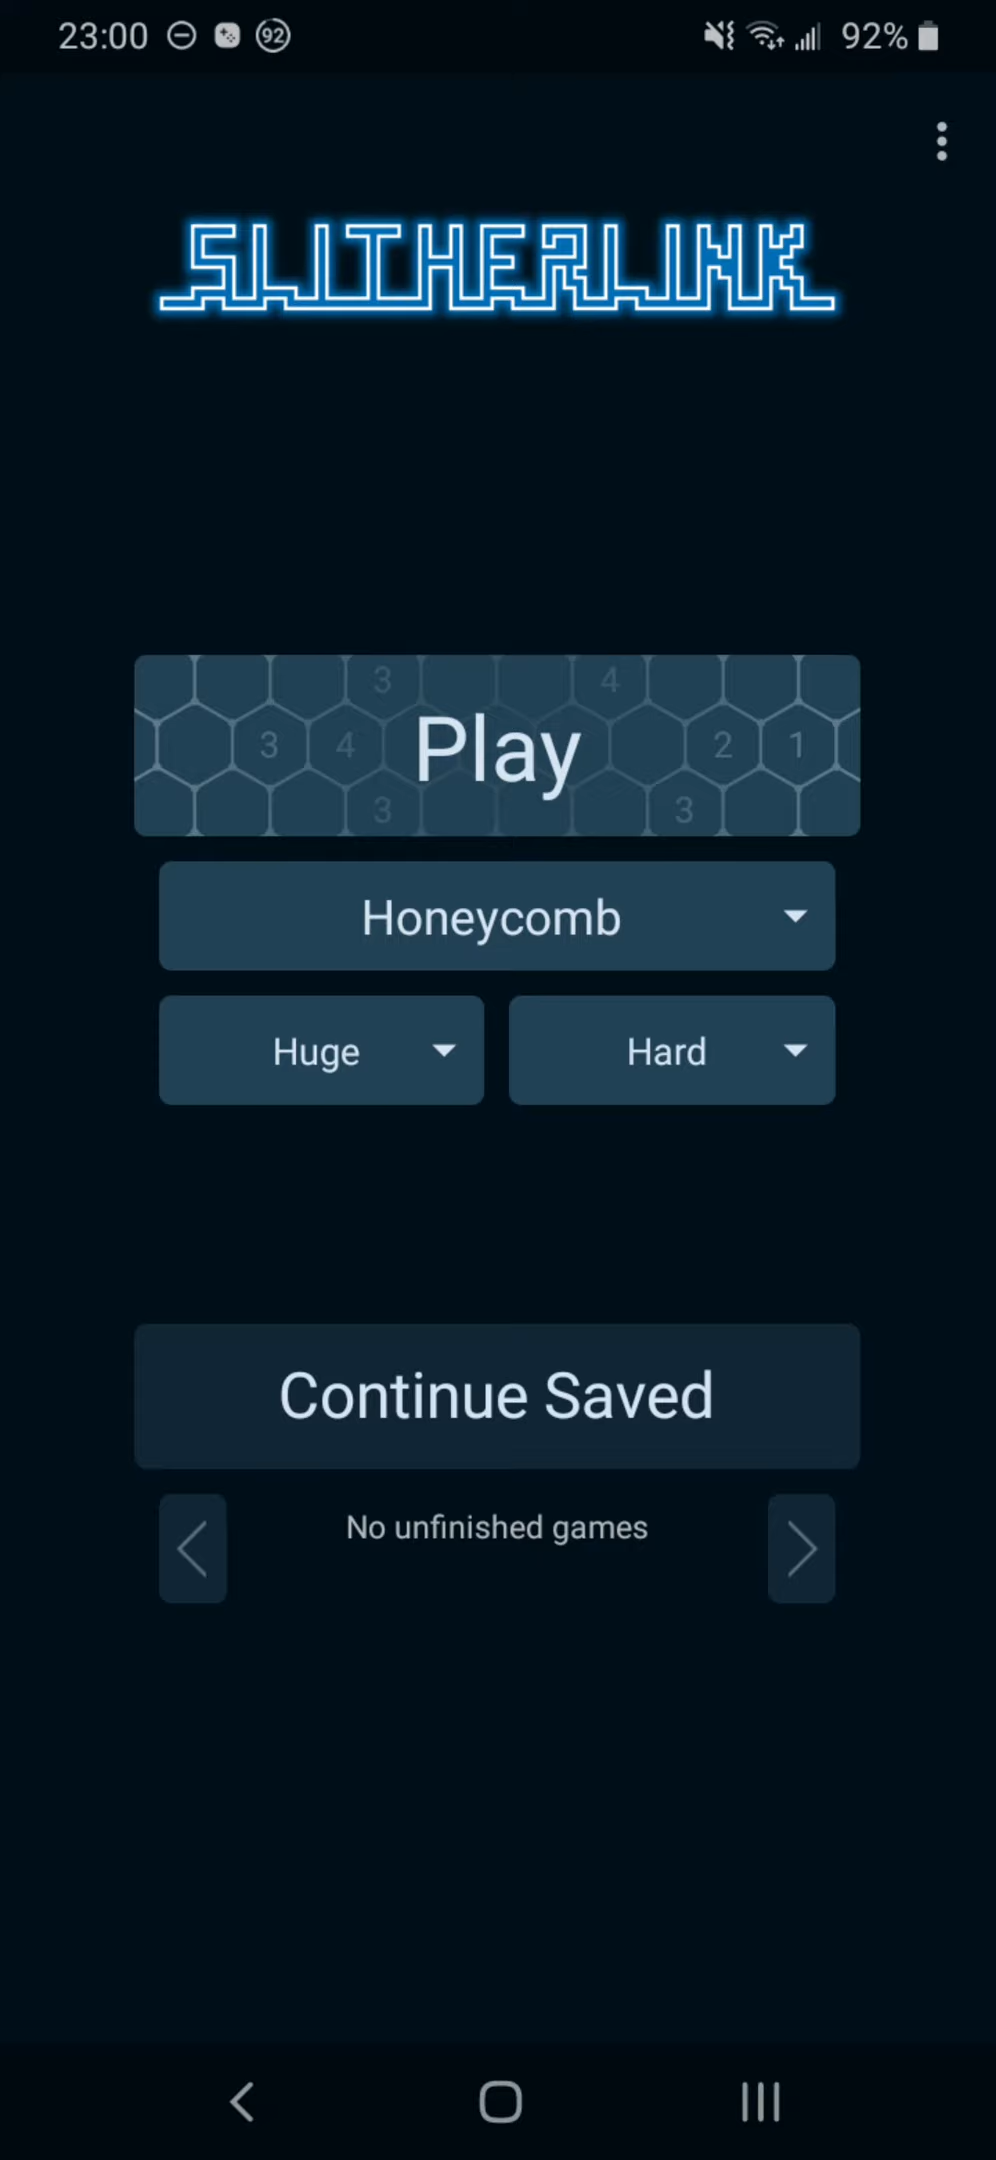 23:00 92 92%
SLITHERLINK
3 4
3 4 Play 2 1
3 3
Honeycomb
Huge Hard
Continue Saved
No unfinished games